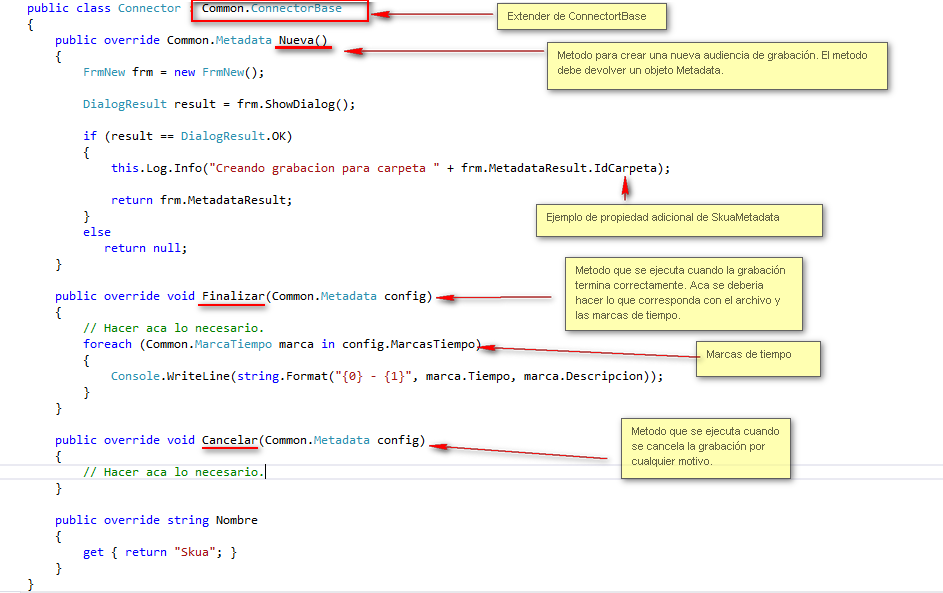 public class Connector : Common.ConnectorBase
Extender de ConnectortBase
{
public override Common.Metadata Nueva()
Metodo para crear una nueva audiencia de grabación. El metodo
debe devolver un objeto Metadata.
{
FrmNew frm = new FrmNew();
DialogResult result = frm.ShowDialog();
if (result == DialogResult.OK)
{
this.Log.Info("Creando grabacion para carpeta " + frm.MetadataResult.IdCarpeta);
return frm.MetadataResult;
Ejemplo de propiedad adicional de SkuaMetadata
}
else
return null;
}
Metodo que se ejecuta cuando la grabación
termina correctamente. Aca se deberia
hacer lo que corresponda con el archivo y
las marcas de tiempo.
public override void Finalizar(Common.Metadata config)
{
// Hacer aca lo necesario.
foreach (Common.MarcaTiempo marca in config.MarcasTiempo)
Marcas de tiempo
{
Console.WriteLine(string.Format("{0} - {1}", marca.Tiempo, marca.Descripcion));
}
}
public override void Cancelar(Common.Metadata config)
Metodo que se ejecuta cuando
se cancela la grabación por
cualquier motivo.
{
// Hacer aca lo necesario.
}
public override string Nombre
{
get { return "Skua"; }
}
}